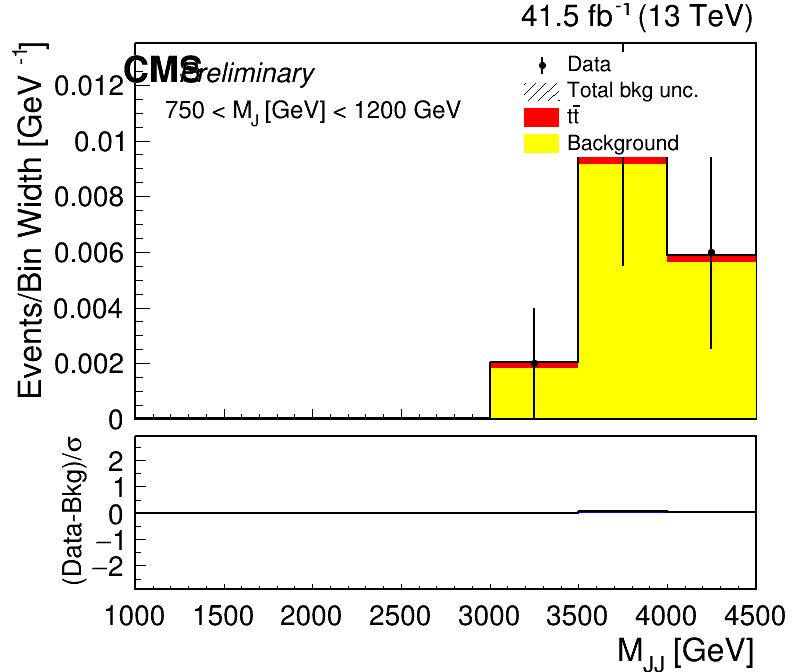 41.5 fb⁻¹ (13 TeV)
CMS Preliminary
750 < M_J [GeV] < 1200 GeV
Data
Total bkg unc.
tt̄
Background
Events/Bin Width [GeV⁻¹]
0.012
0.01
0.008
0.006
0.004
0.002
0
(Data-Bkg)/σ
2
1
0
−1
−2
1000 1500 2000 2500 3000 3500 4000 4500
M_JJ [GeV]